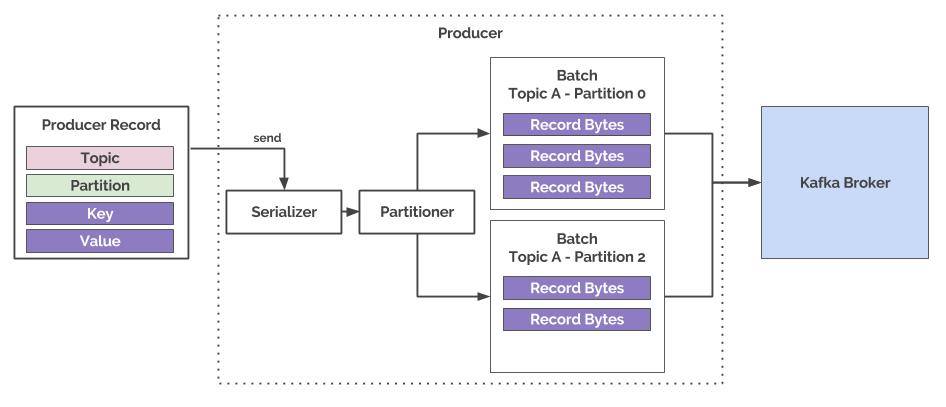 Producer
Producer Record
Topic
Partition
Key
Value
send
Serializer
Partitioner
Batch
Topic A - Partition 0
Record Bytes
Record Bytes
Record Bytes
Batch
Topic A - Partition 2
Record Bytes
Record Bytes
Kafka Broker